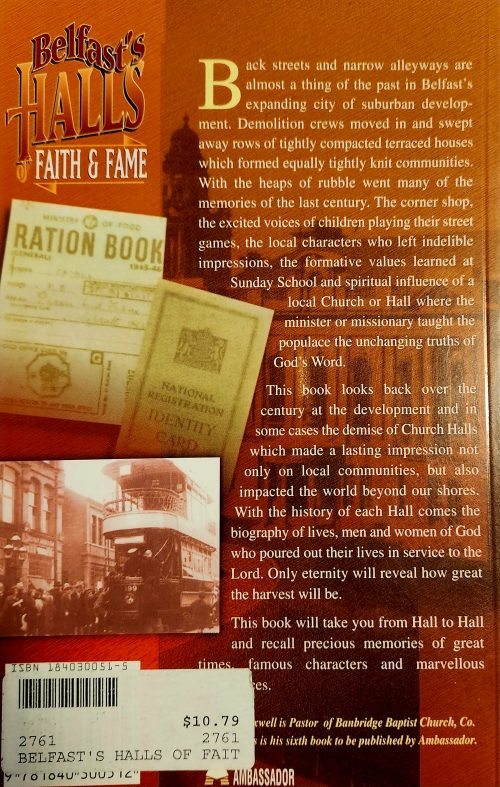 Belfast's
HALLS
of FAITH & FAME
MINISTRY OF FOOD
RATION BOOK
(GENERAL)
1945-46
NATIONAL
REGISTRATION
IDENTITY
CARD
99
Back streets and narrow alleyways are
almost a thing of the past in Belfast's
expanding city of suburban develop-
ment. Demolition crews moved in and swept
away rows of tightly compacted terraced houses
which formed equally tightly knit communities.
With the heaps of rubble went many of the
memories of the last century. The corner shop,
the excited voices of children playing their street
games, the local characters who left indelible
impressions, the formative values learned at
Sunday School and spiritual influence of a
local Church or Hall where the
minister or missionary taught the
populace the unchanging truths of
God's Word.
This book looks back over the
century at the development and in
some cases the demise of Church Halls
which made a lasting impression not
only on local communities, but also
impacted the world beyond our shores.
With the history of each Hall comes the
biography of lives, men and women of God
who poured out their lives in service to the
Lord. Only eternity will reveal how great
the harvest will be.
This book will take you from Hall to Hall
and recall precious memories of great
times, famous characters and marvellous
is Pastor of Banbridge Baptist Church, Co.
is his sixth book to be published by Ambassador.
ISBN 184030051-5
$10.79
2761 2761
BELFAST'S HALLS OF FAIT
9 781840 300512
AMBASSADOR